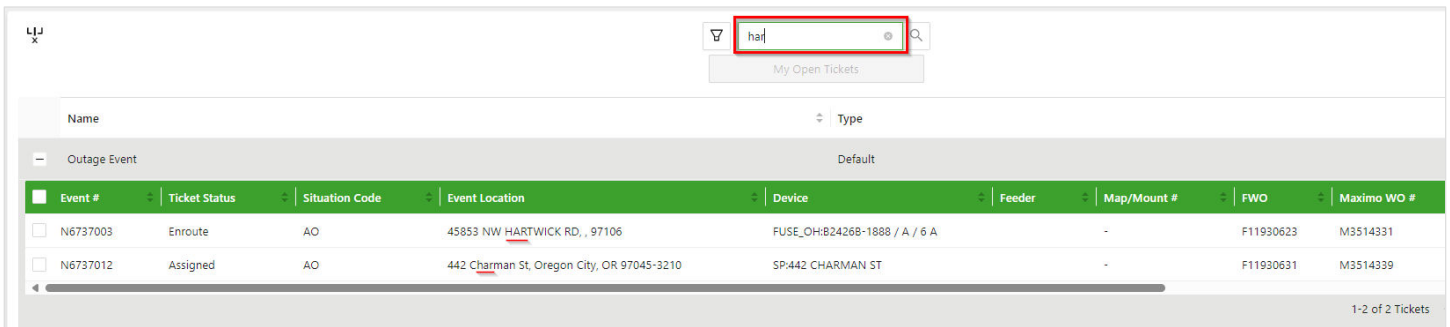 har
My Open Tickets
Name Type
Outage Event Default
Event # Ticket Status Situation Code Event Location Device Feeder Map/Mount # FWO Maximo WO #
N6737003 Enroute AO 45853 NW HARTWICK RD, , 97106 FUSE_OH:B2426B-1888 / A / 6 A - F11930623 M3514331
N6737012 Assigned AO 442 Charman St, Oregon City, OR 97045-3210 SP:442 CHARMAN ST - F11930631 M3514339
1-2 of 2 Tickets